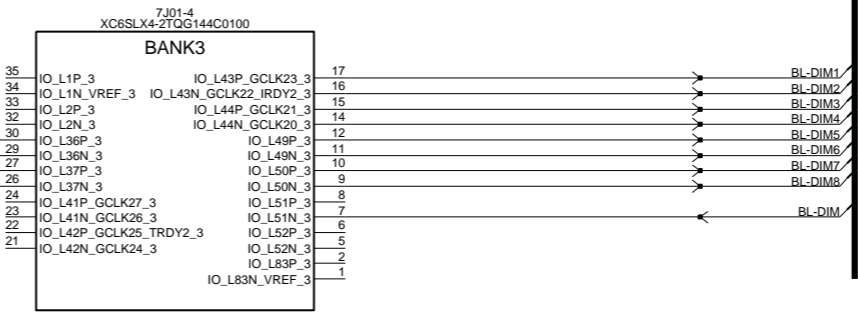 7J01-4
XC6SLX4-2TQG144C0100
BANK3
35 IO_L1P_3 IO_L43P_GCLK23_3 17 BL-DIM1
34 IO_L1N_VREF_3 IO_L43N_GCLK22_IRDY2_3 16 BL-DIM2
33 IO_L2P_3 IO_L44P_GCLK21_3 15 BL-DIM3
32 IO_L2N_3 IO_L44N_GCLK20_3 14 BL-DIM4
30 IO_L36P_3 IO_L49P_3 12 BL-DIM5
29 IO_L36N_3 IO_L49N_3 11 BL-DIM6
27 IO_L37P_3 IO_L50P_3 10 BL-DIM7
26 IO_L37N_3 IO_L50N_3 9 BL-DIM8
24 IO_L41P_GCLK27_3 IO_L51P_3 8
23 IO_L41N_GCLK26_3 IO_L51N_3 7 BL-DIM
22 IO_L42P_GCLK25_TRDY2_3 IO_L52P_3 6
21 IO_L42N_GCLK24_3 IO_L52N_3 5
IO_L83P_3 2
IO_L83N_VREF_3 1